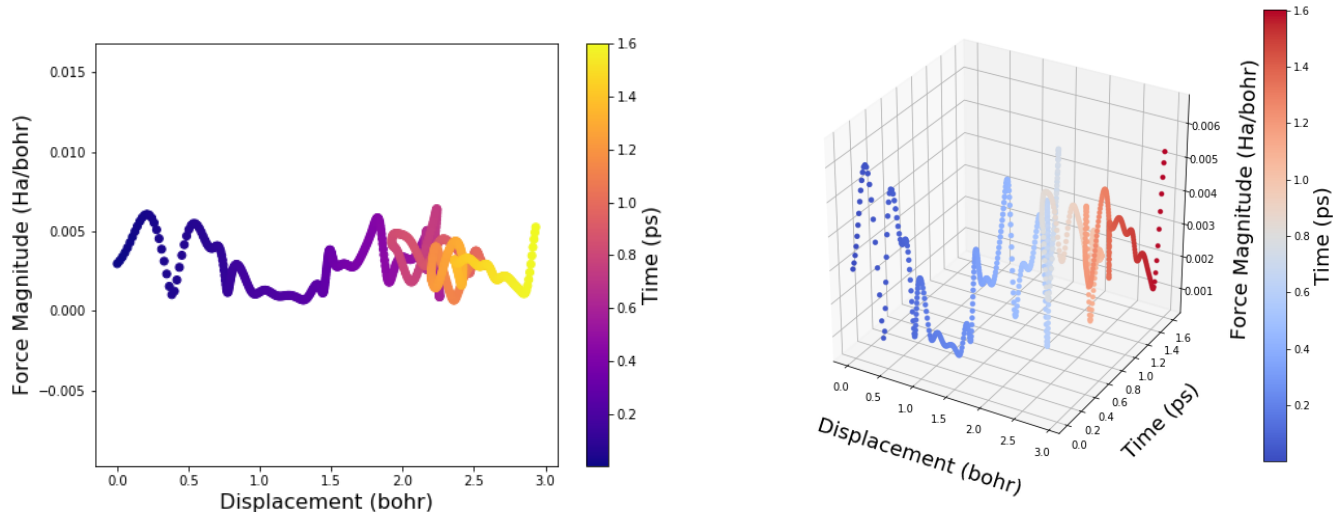 0.015
0.010
0.005
0.000
−0.005
Force Magnitude (Ha/bohr)
0.0 0.5 1.0 1.5 2.0 2.5 3.0
Displacement (bohr)
1.6
1.4
1.2
1.0
0.8
0.6
0.4
0.2
Time (ps)
0.0 0.5 1.0 1.5 2.0 2.5 3.0
Displacement (bohr)
0.0 0.2 0.4 0.6 0.8 1.0 1.2 1.4 1.6
Time (ps)
0.006
0.005
0.004
0.003
0.002
0.001
Force Magnitude (Ha/bohr)
1.6
1.4
1.2
1.0
0.8
0.6
0.4
0.2
Time (ps)